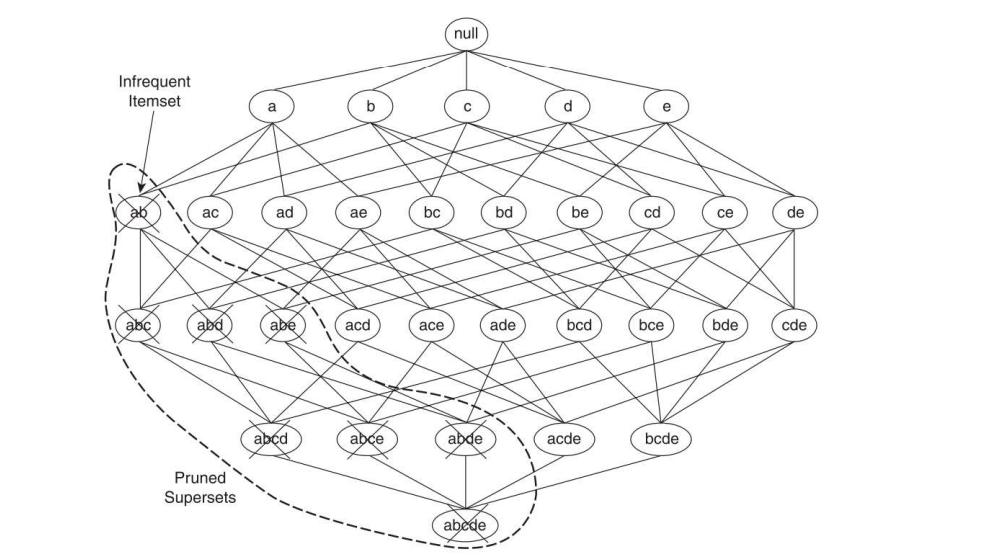 null
Infrequent
Itemset
a
b
c
d
e
ab
ac
ad
ae
bc
bd
be
cd
ce
de
abc
abd
abe
acd
ace
ade
bcd
bce
bde
cde
abcd
abce
abde
acde
bcde
Pruned
Supersets
abcde